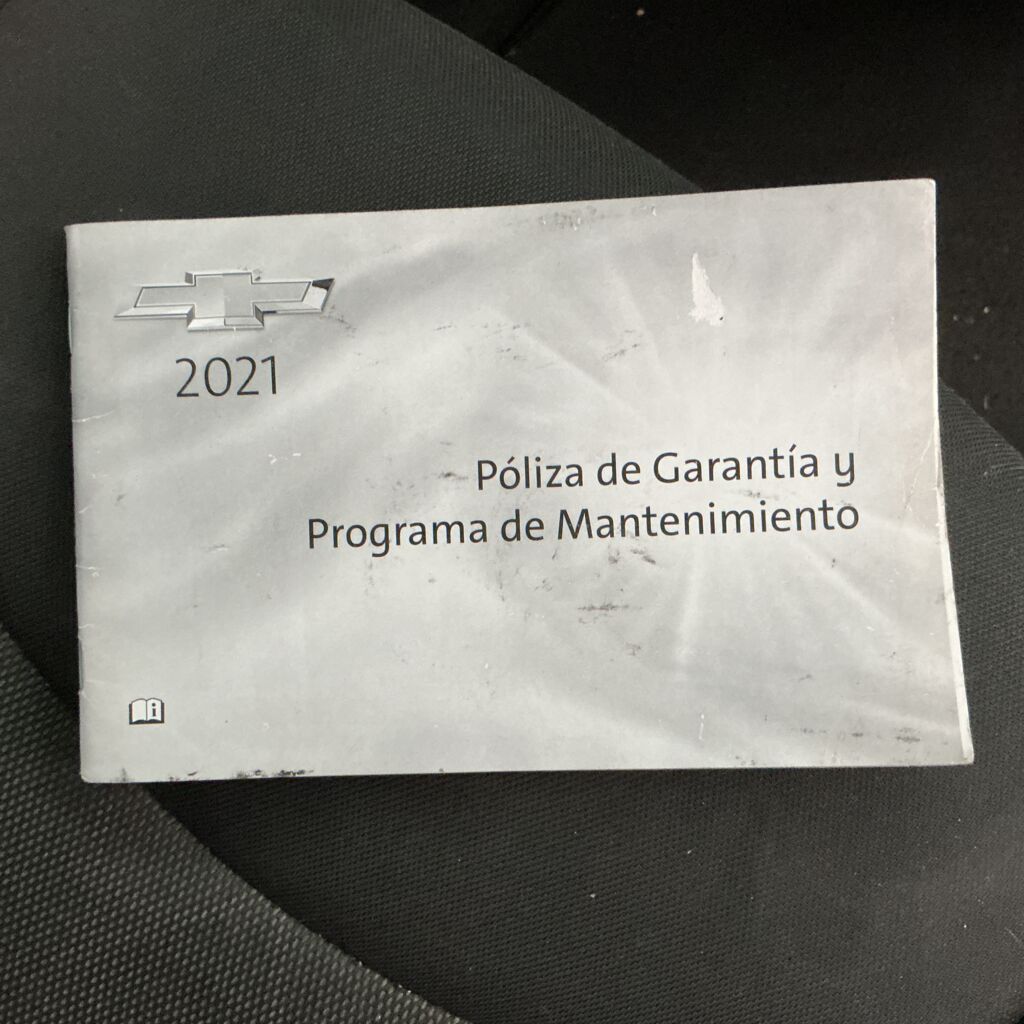 2021
Póliza de Garantía y
Programa de Mantenimiento
i